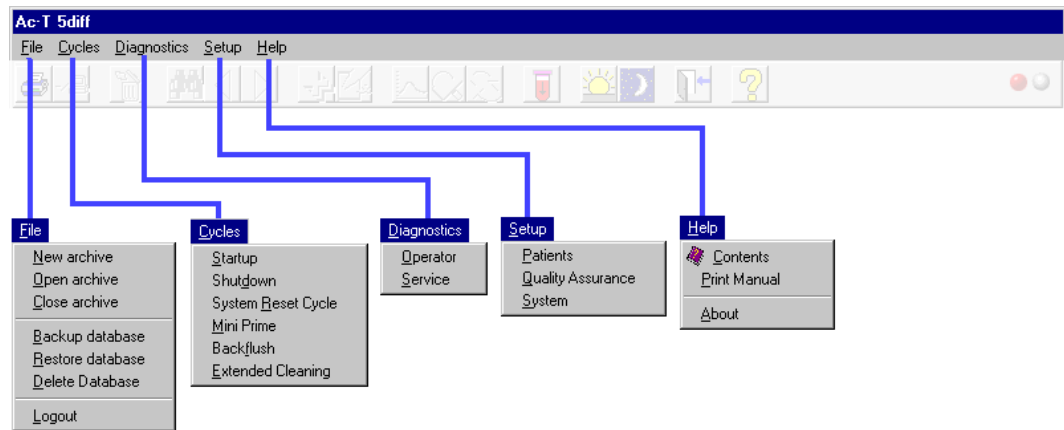 Ac-T 5diff
File Cycles Diagnostics Setup Help
File
New archive
Open archive
Close archive
Backup database
Restore database
Delete Database
Logout
Cycles
Startup
Shutdown
System Reset Cycle
Mini Prime
Backflush
Extended Cleaning
Diagnostics
Operator
Service
Setup
Patients
Quality Assurance
System
Help
Contents
Print Manual
About